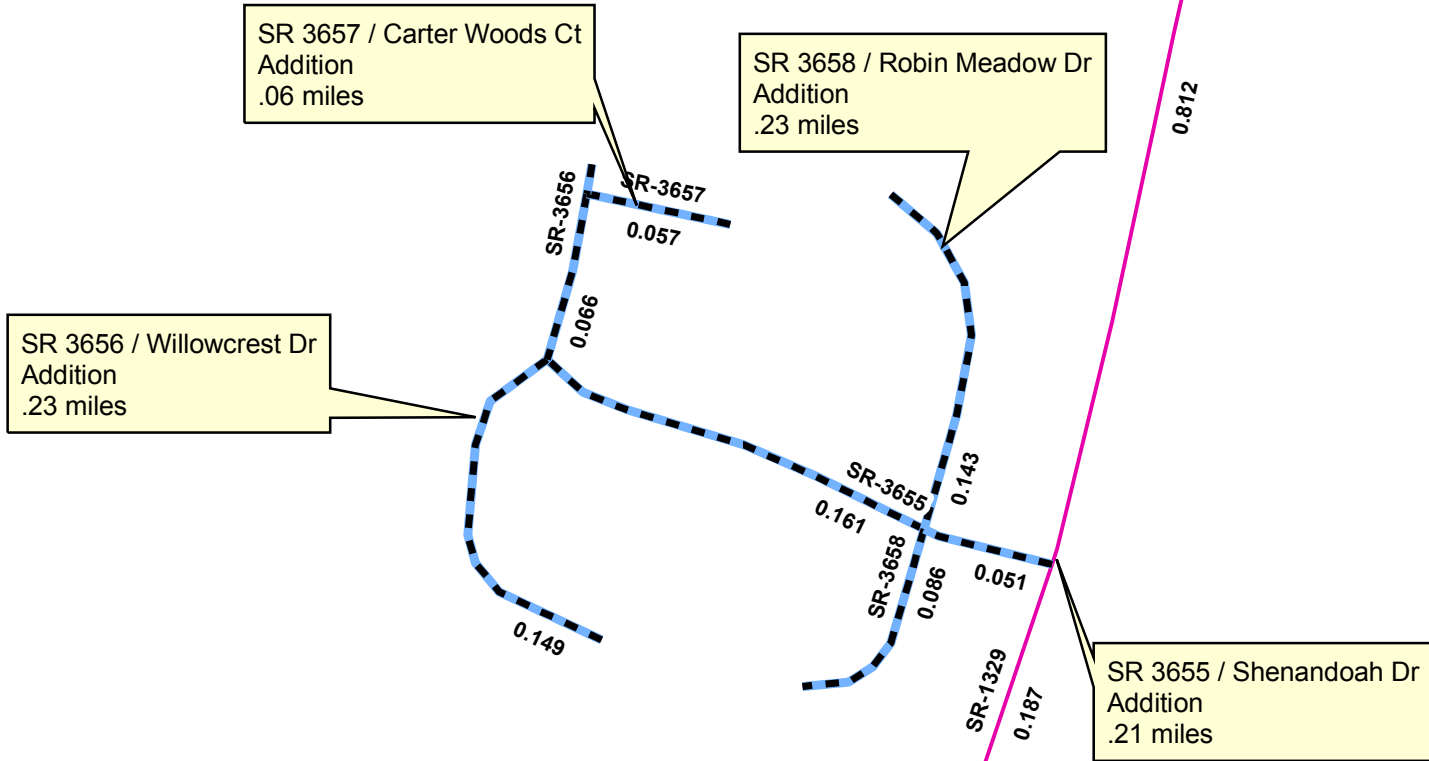 SR 3657 / Carter Woods Ct
Addition
.06 miles
SR 3658 / Robin Meadow Dr
Addition
.23 miles
0.812
SR-3656
SR-3657
0.057
0.066
SR 3656 / Willowcrest Dr
Addition
.23 miles
SR-3655
0.161
0.143
SR-3658
0.086
0.051
0.149
SR-1329
0.187
SR 3655 / Shenandoah Dr
Addition
.21 miles